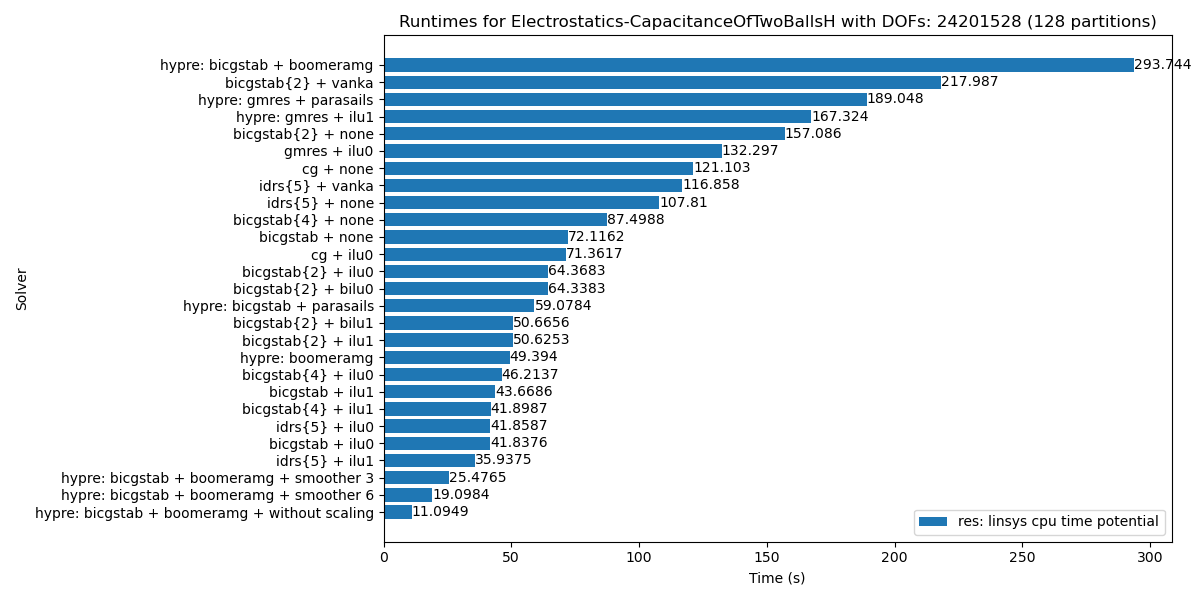 Runtimes for Electrostatics-CapacitanceOfTwoBallsH with DOFs: 24201528 (128 partitions)
Solver
hypre: bicgstab + boomeramg 293.744
bicgstab{2} + vanka 217.987
hypre: gmres + parasails 189.048
hypre: gmres + ilu1 167.324
bicgstab{2} + none 157.086
gmres + ilu0 132.297
cg + none 121.103
idrs{5} + vanka 116.858
idrs{5} + none 107.81
bicgstab{4} + none 87.4988
bicgstab + none 72.1162
cg + ilu0 71.3617
bicgstab{2} + ilu0 64.3683
bicgstab{2} + bilu0 64.3383
hypre: bicgstab + parasails 59.0784
bicgstab{2} + bilu1 50.6656
bicgstab{2} + ilu1 50.6253
hypre: boomeramg 49.394
bicgstab{4} + ilu0 46.2137
bicgstab + ilu1 43.6686
bicgstab{4} + ilu1 41.8987
idrs{5} + ilu0 41.8587
bicgstab + ilu0 41.8376
idrs{5} + ilu1 35.9375
hypre: bicgstab + boomeramg + smoother 3 25.4765
hypre: bicgstab + boomeramg + smoother 6 19.0984
hypre: bicgstab + boomeramg + without scaling 11.0949
res: linsys cpu time potential
0 50 100 150 200 250 300
Time (s)